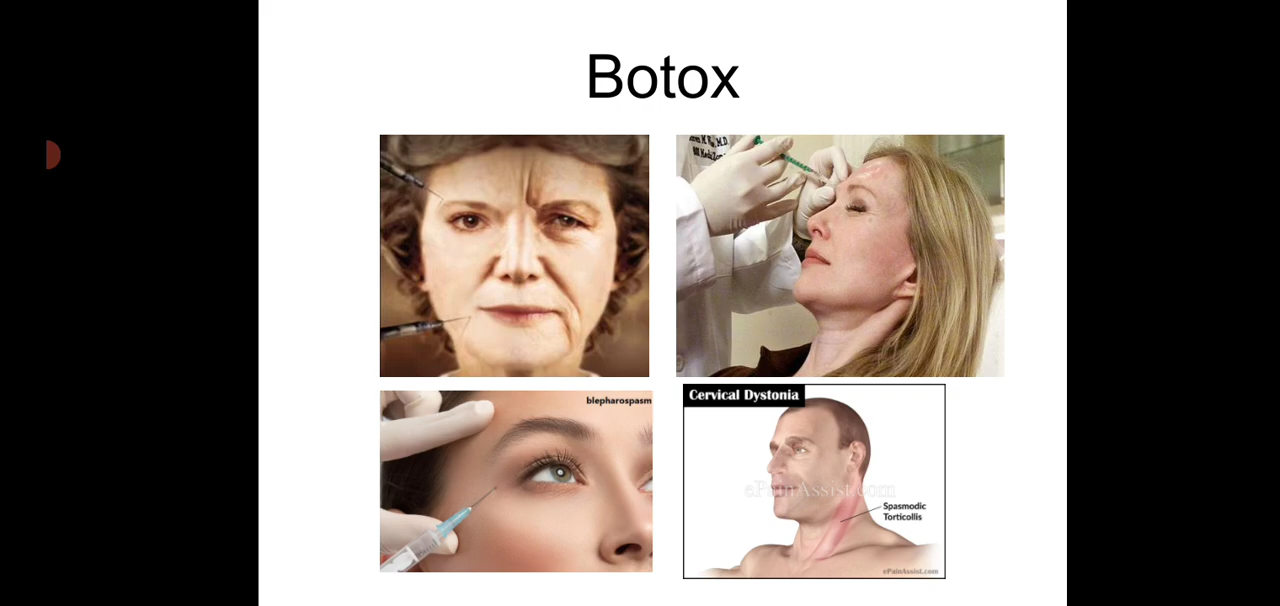 Botox
M.D.
blepharospasm
Cervical Dystonia
ePainAssist.com
Spasmodic
Torticollis
ePainAssist.com